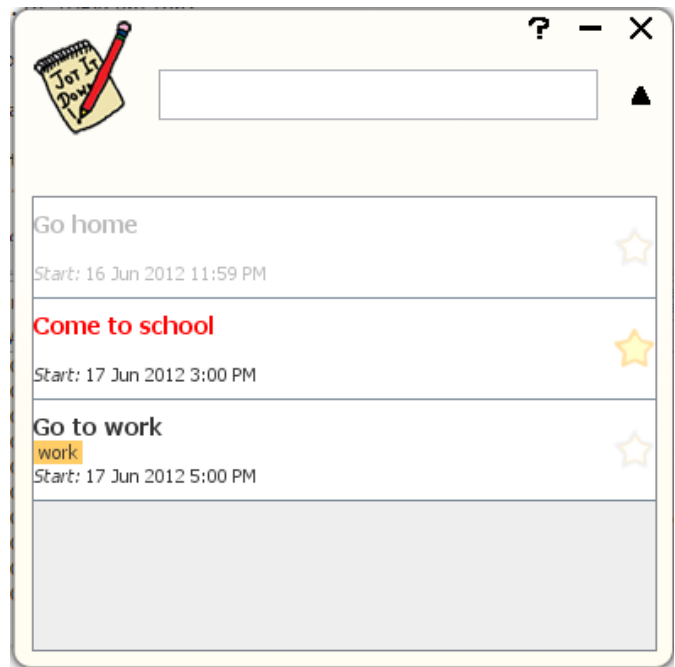 ?
Jot It
Down
Go home
Start: 16 Jun 2012 11:59 PM
Come to school
Start: 17 Jun 2012 3:00 PM
Go to work
work
Start: 17 Jun 2012 5:00 PM